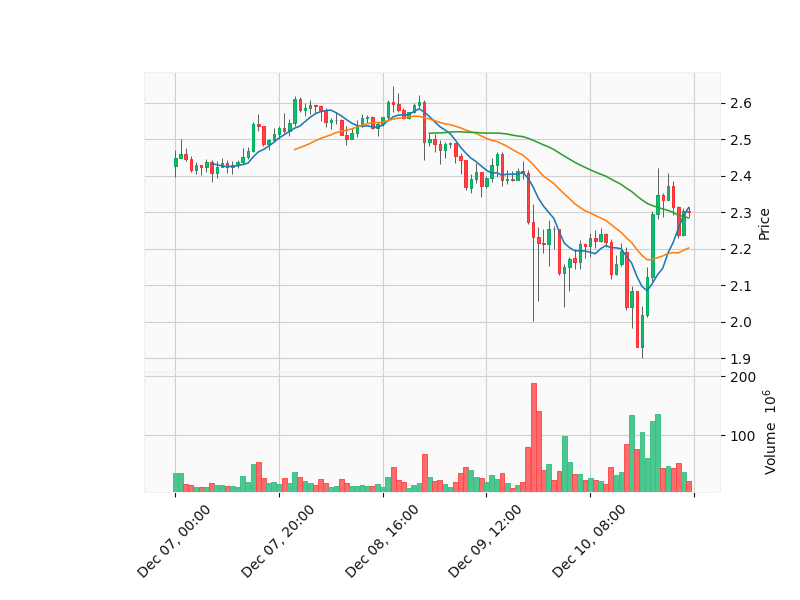 2.6
2.5
2.4
2.3
2.2
2.1
2.0
1.9
Price
200
100
Volume 10^6
Dec 07, 00:00
Dec 07, 20:00
Dec 08, 16:00
Dec 09, 12:00
Dec 10, 08:00